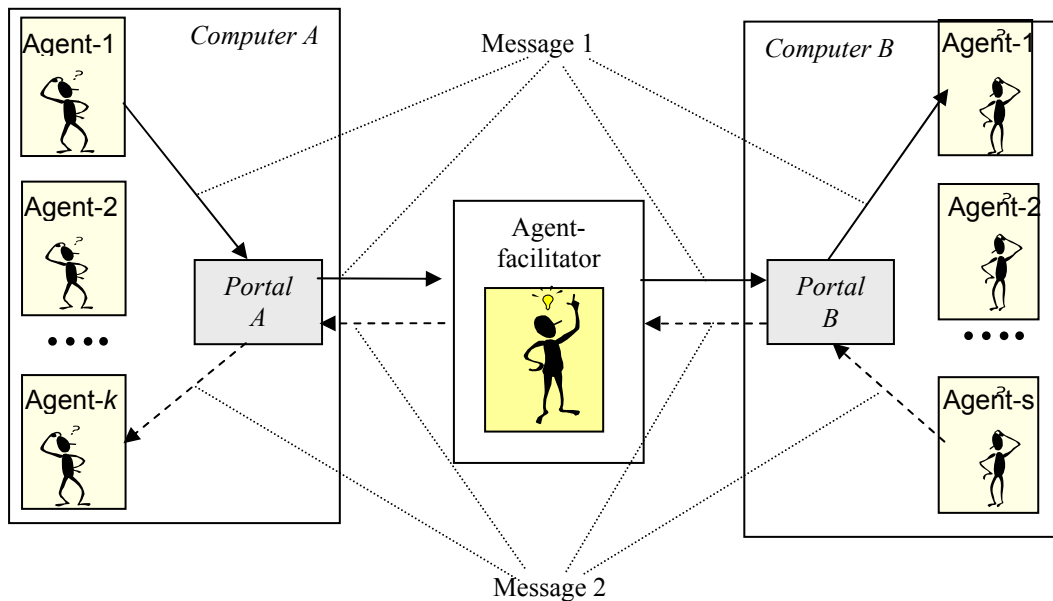 Computer A
Agent-1
?
Agent-2
?
Agent-k
?
Portal
A
Message 1
Agent-
facilitator
Message 2
Computer B
Portal
B
Agent-1
?
Agent-2
?
Agent-s
?